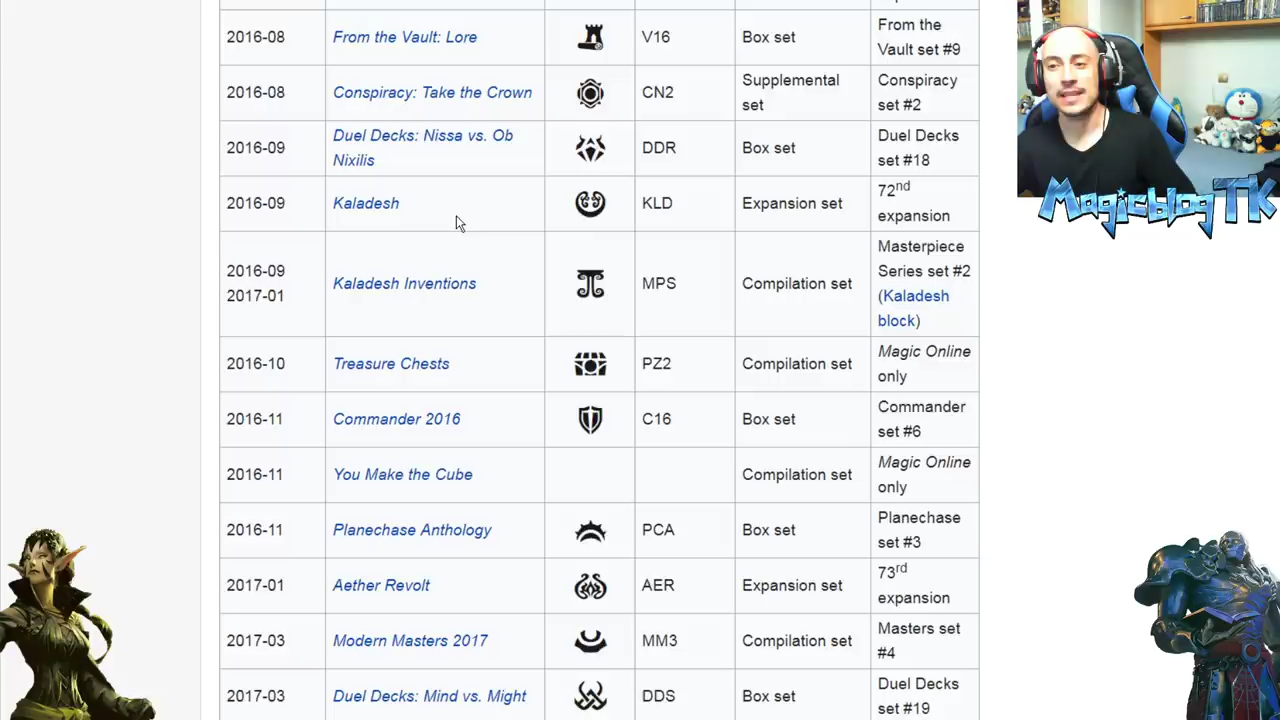 2016-08 From the Vault: Lore V16 Box set From the
Vault set #9
2016-08 Conspiracy: Take the Crown CN2 Supplemental
set Conspiracy
set #2
2016-09 Duel Decks: Nissa vs. Ob
Nixilis DDR Box set Duel Decks
set #18
2016-09 Kaladesh KLD Expansion set 72nd
expansion
2016-09
2017-01 Kaladesh Inventions MPS Compilation set Masterpiece
Series set #2
(Kaladesh
block)
2016-10 Treasure Chests PZ2 Compilation set Magic Online
only
2016-11 Commander 2016 C16 Box set Commander
set #6
2016-11 You Make the Cube Compilation set Magic Online
only
2016-11 Planechase Anthology PCA Box set Planechase
set #3
2017-01 Aether Revolt AER Expansion set 73rd
expansion
2017-03 Modern Masters 2017 MM3 Compilation set Masters set
#4
2017-03 Duel Decks: Mind vs. Might DDS Box set Duel Decks
set #19
MagicblogTK